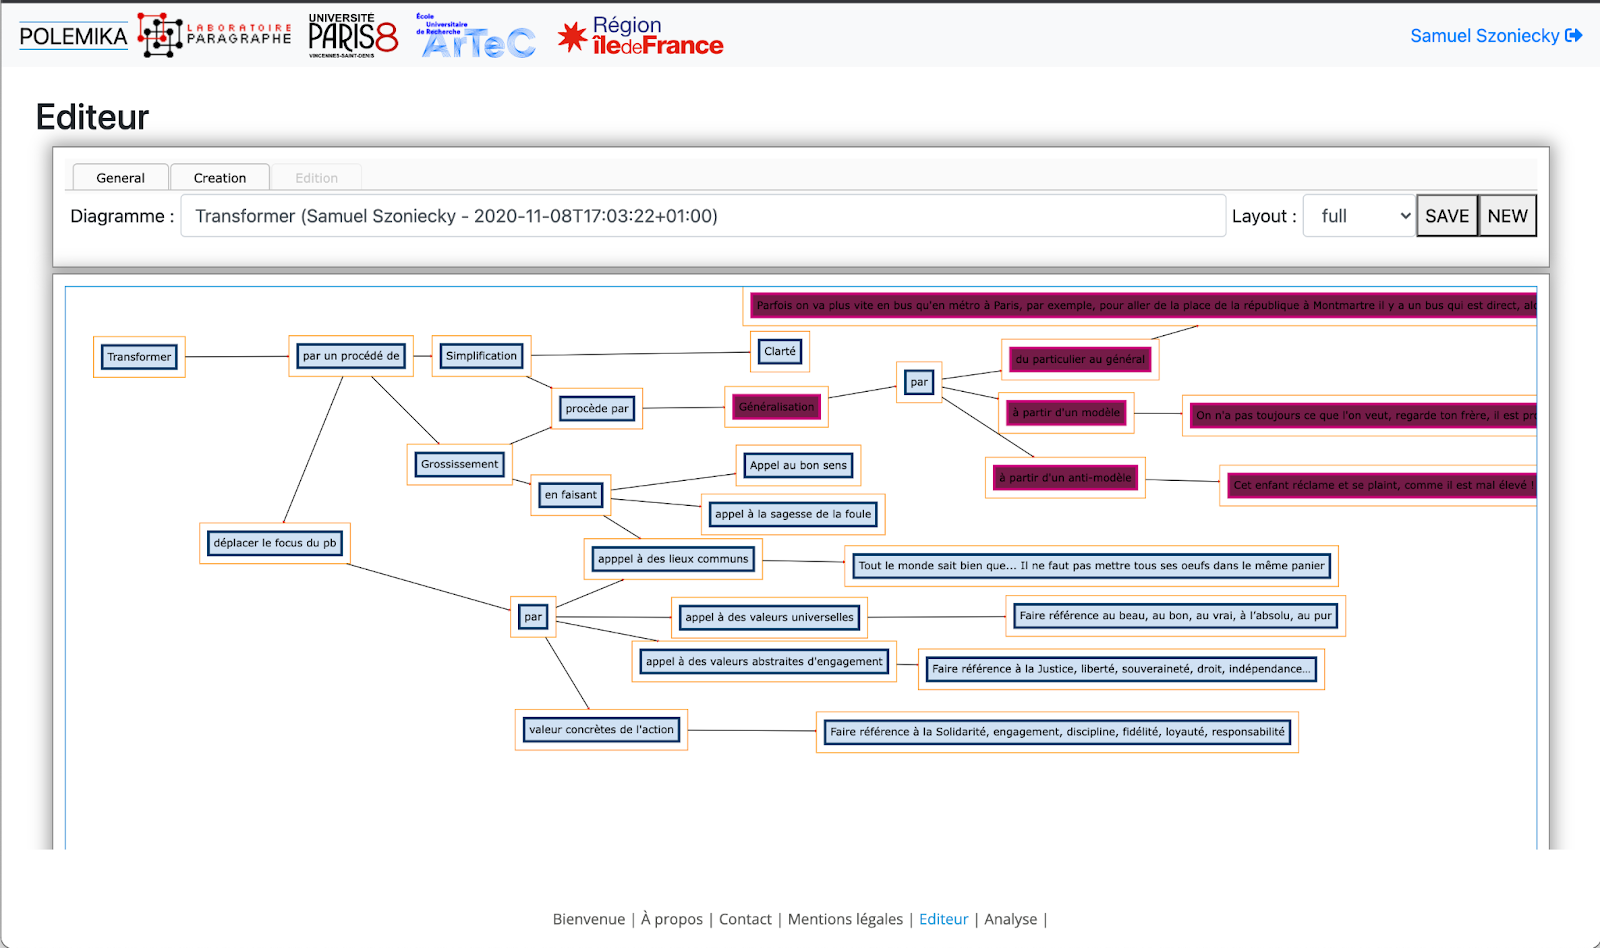 POLEMIKA
LABORATOIRE
PARAGRAPHE
UNIVERSITÉ
PARIS8
VINCENNES-SAINT-DENIS
École
Universitaire
de Recherche
ArTeC
Région
îledeFrance
Samuel Szoniecky
Editeur
General
Creation
Edition
Diagramme :
Transformer (Samuel Szoniecky - 2020-11-08T17:03:22+01:00)
Layout :
full
SAVE
NEW
Parfois on va plus vite en bus qu'en métro à Paris, par exemple, pour aller de la place de la république à Montmartre il y a un bus qui est direct, alo
Transformer
par un procédé de
Simplification
Clarté
du particulier au général
par
procède par
Généralisation
à partir d'un modèle
On n'a pas toujours ce que l'on veut, regarde ton frère, il est pr
Grossissement
Appel au bon sens
à partir d'un anti-modèle
Cet enfant réclame et se plaint, comme il est mal élevé !
en faisant
appel à la sagesse de la foule
déplacer le focus du pb
apppel à des lieux communs
Tout le monde sait bien que... Il ne faut pas mettre tous ses oeufs dans le même panier
par
appel à des valeurs universelles
Faire référence au beau, au bon, au vrai, à l'absolu, au pur
appel à des valeurs abstraites d'engagement
Faire référence à la Justice, liberté, souveraineté, droit, indépendance...
valeur concrètes de l'action
Faire référence à la Solidarité, engagement, discipline, fidélité, loyauté, responsabilité
Bienvenue | À propos | Contact | Mentions légales | Editeur | Analyse |